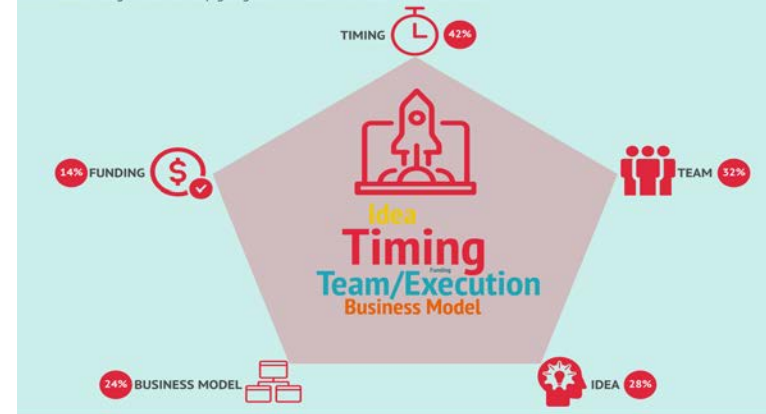 TIMING 42%
14% FUNDING $
TEAM 32%
Idea
Timing
Funding
Team/Execution
Business Model
24% BUSINESS MODEL
IDEA 28%